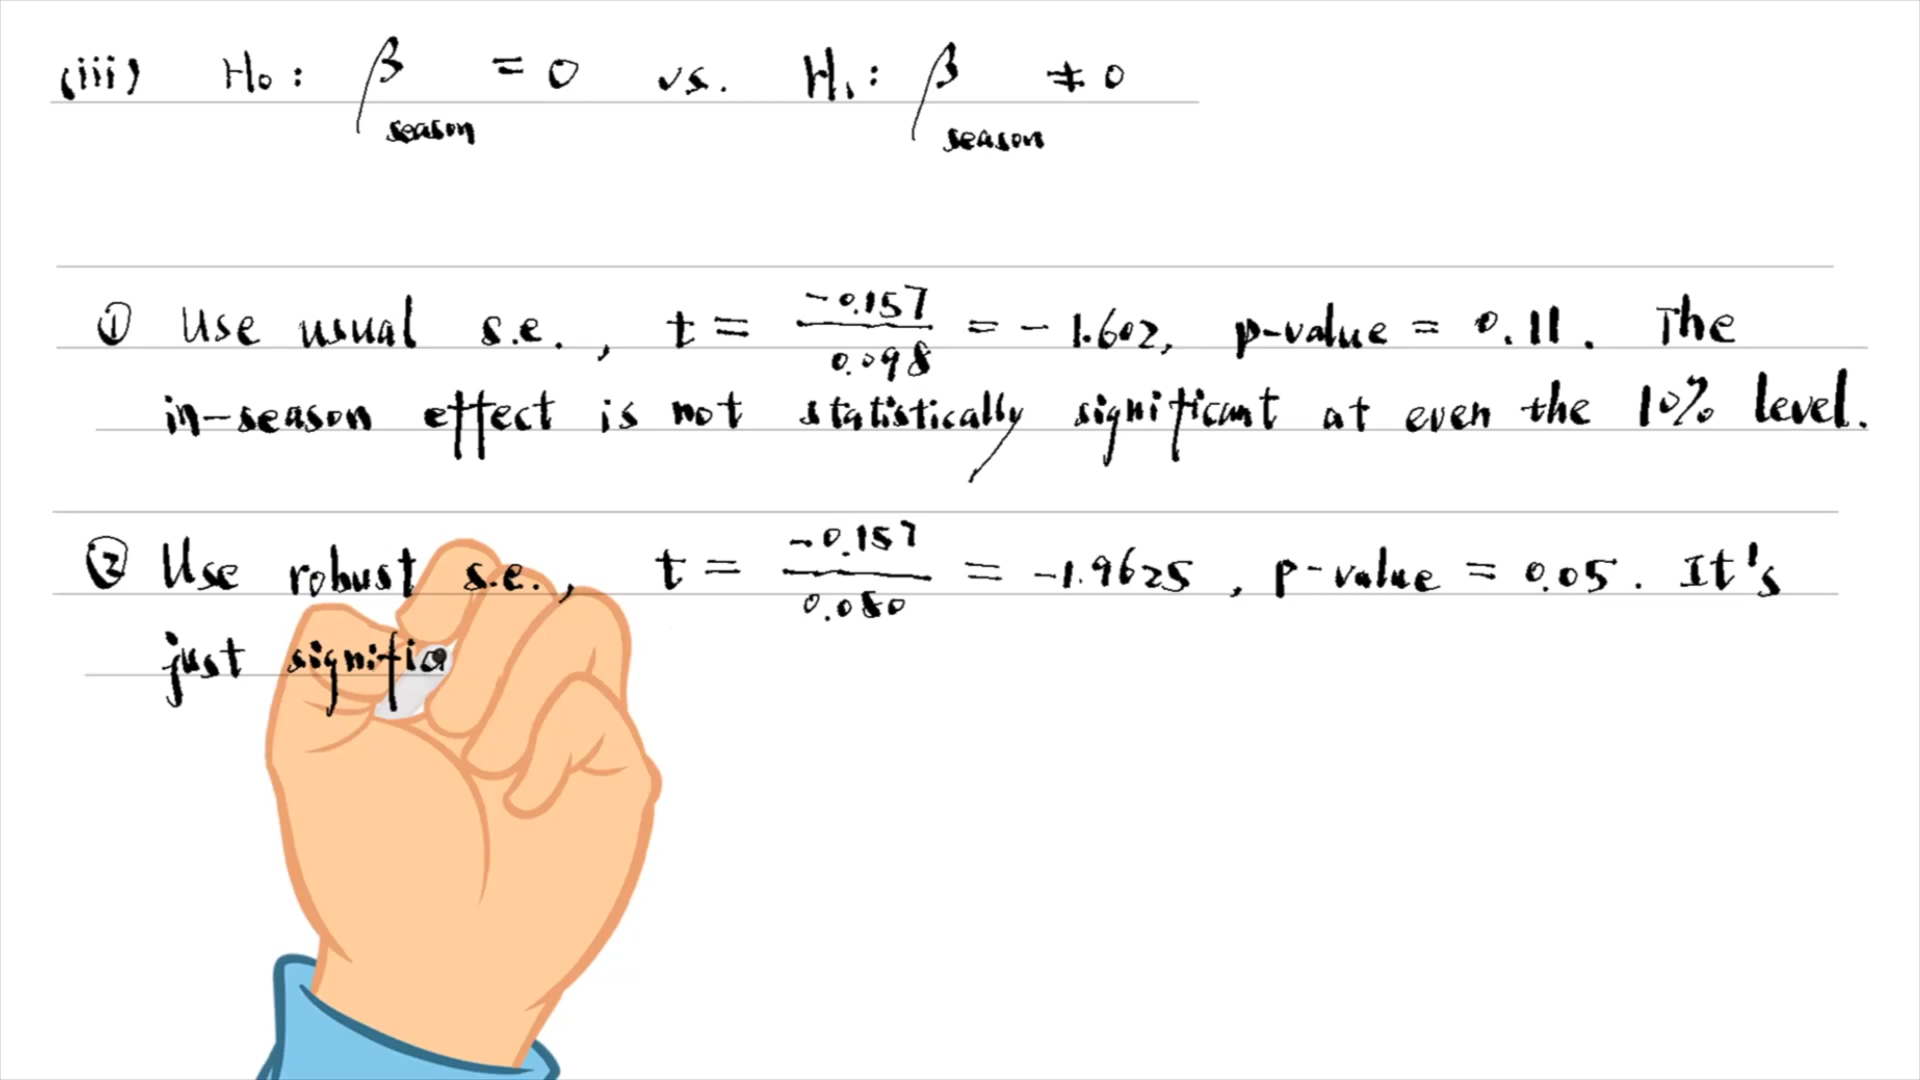 (iii) H₀: β_season = 0 vs. H₁: β_season ≠ 0
① Use usual s.e., t = -0.157/0.098 = -1.602, p-value = 0.11. The
in-season effect is not statistically significant at even the 10% level.
② Use robust s.e., t = -0.157/0.080 = -1.9625, p-value = 0.05. It's
just signific